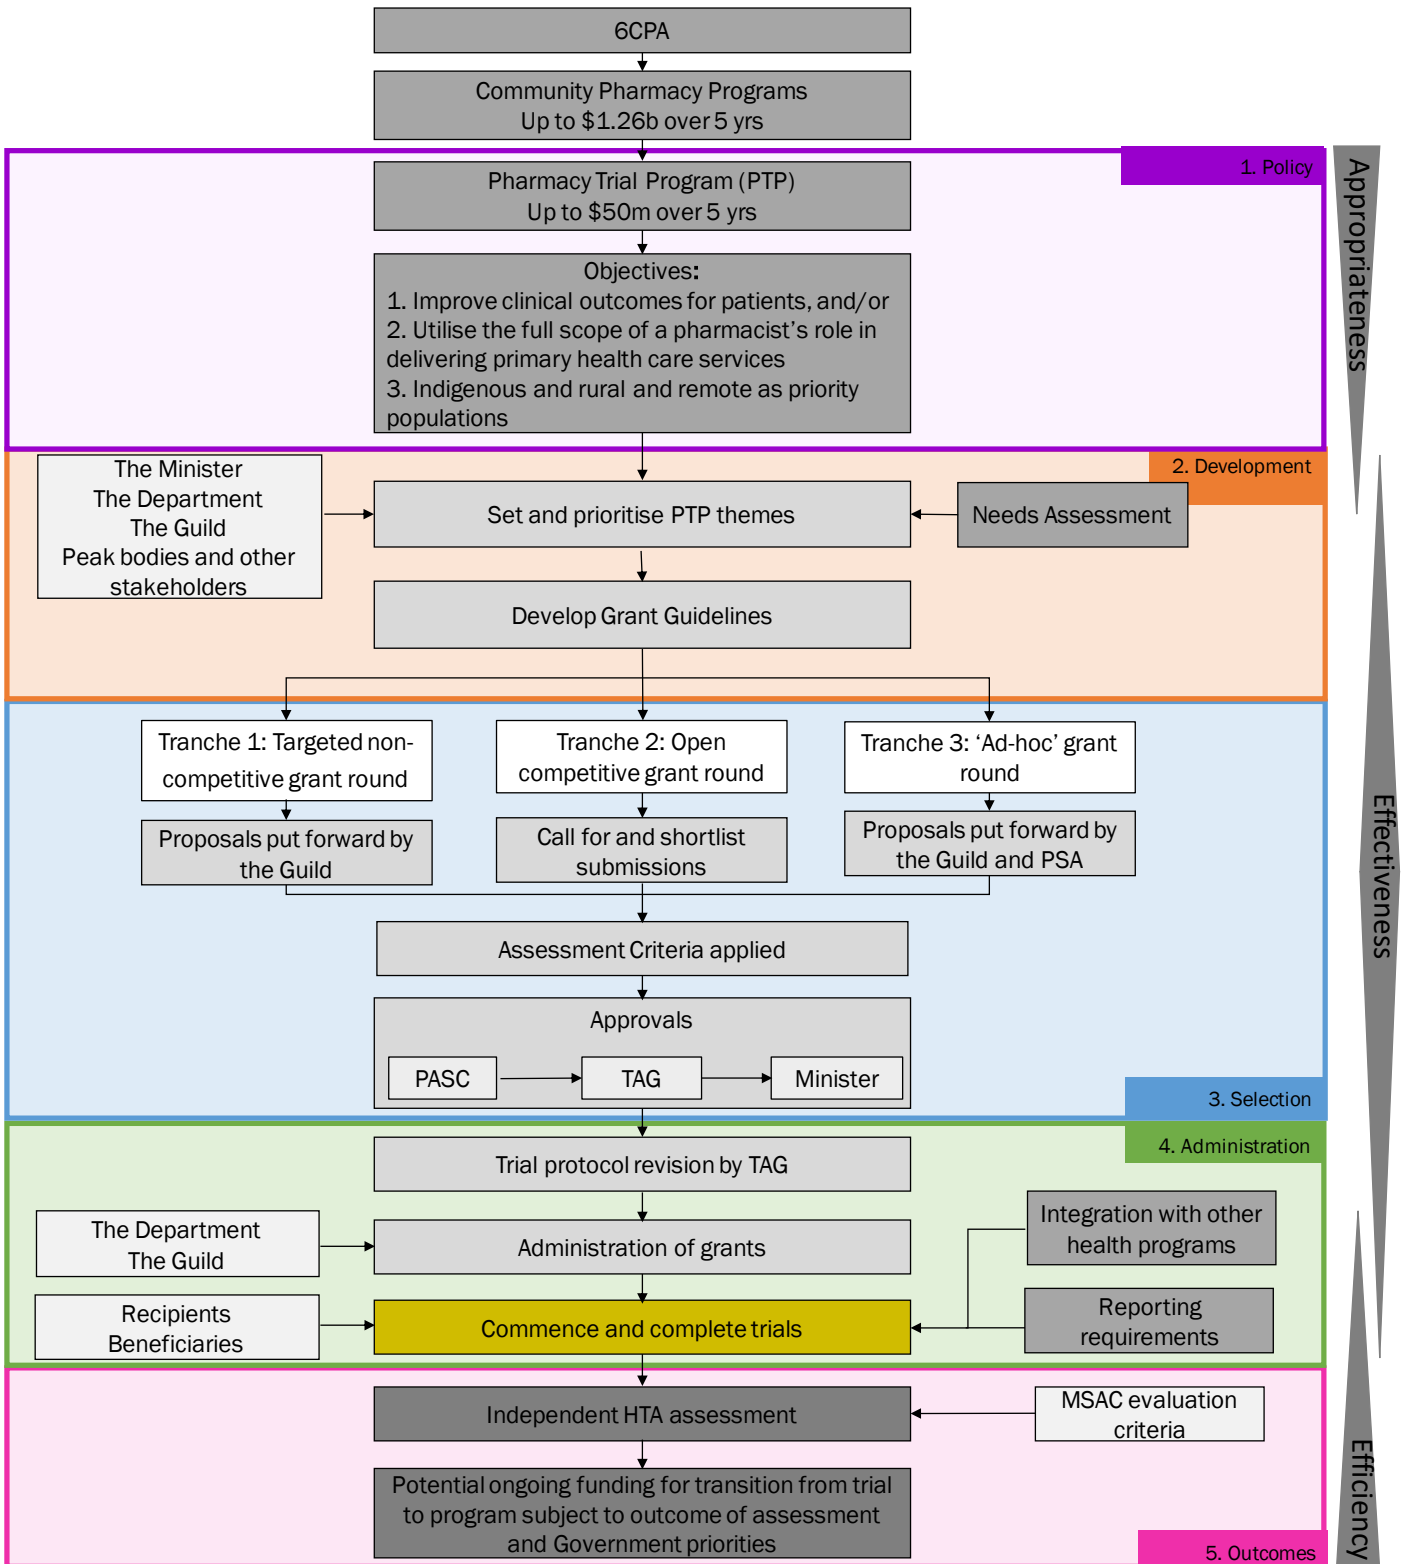 6CPA
Community Pharmacy Programs
Up to $1.26b over 5 yrs
1. Policy
Appropriateness
Pharmacy Trial Program (PTP)
Up to $50m over 5 yrs
Objectives:
1. Improve clinical outcomes for patients, and/or
2. Utilise the full scope of a pharmacist's role in
delivering primary health care services
3. Indigenous and rural and remote as priority
populations
2. Development
The Minister
The Department
The Guild
Peak bodies and other
stakeholders
Set and prioritise PTP themes
Needs Assessment
Develop Grant Guidelines
Effectiveness
Tranche 1: Targeted non-
competitive grant round
Tranche 2: Open
competitive grant round
Tranche 3: ‘Ad-hoc’ grant
round
Proposals put forward by
the Guild
Call for and shortlist
submissions
Proposals put forward by
the Guild and PSA
Assessment Criteria applied
Approvals
PASC
TAG
Minister
3. Selection
4. Administration
Trial protocol revision by TAG
The Department
The Guild
Administration of grants
Integration with other
health programs
Recipients
Beneficiaries
Commence and complete trials
Reporting
requirements
Independent HTA assessment
MSAC evaluation
criteria
Efficiency
Potential ongoing funding for transition from trial
to program subject to outcome of assessment
and Government priorities
5. Outcomes